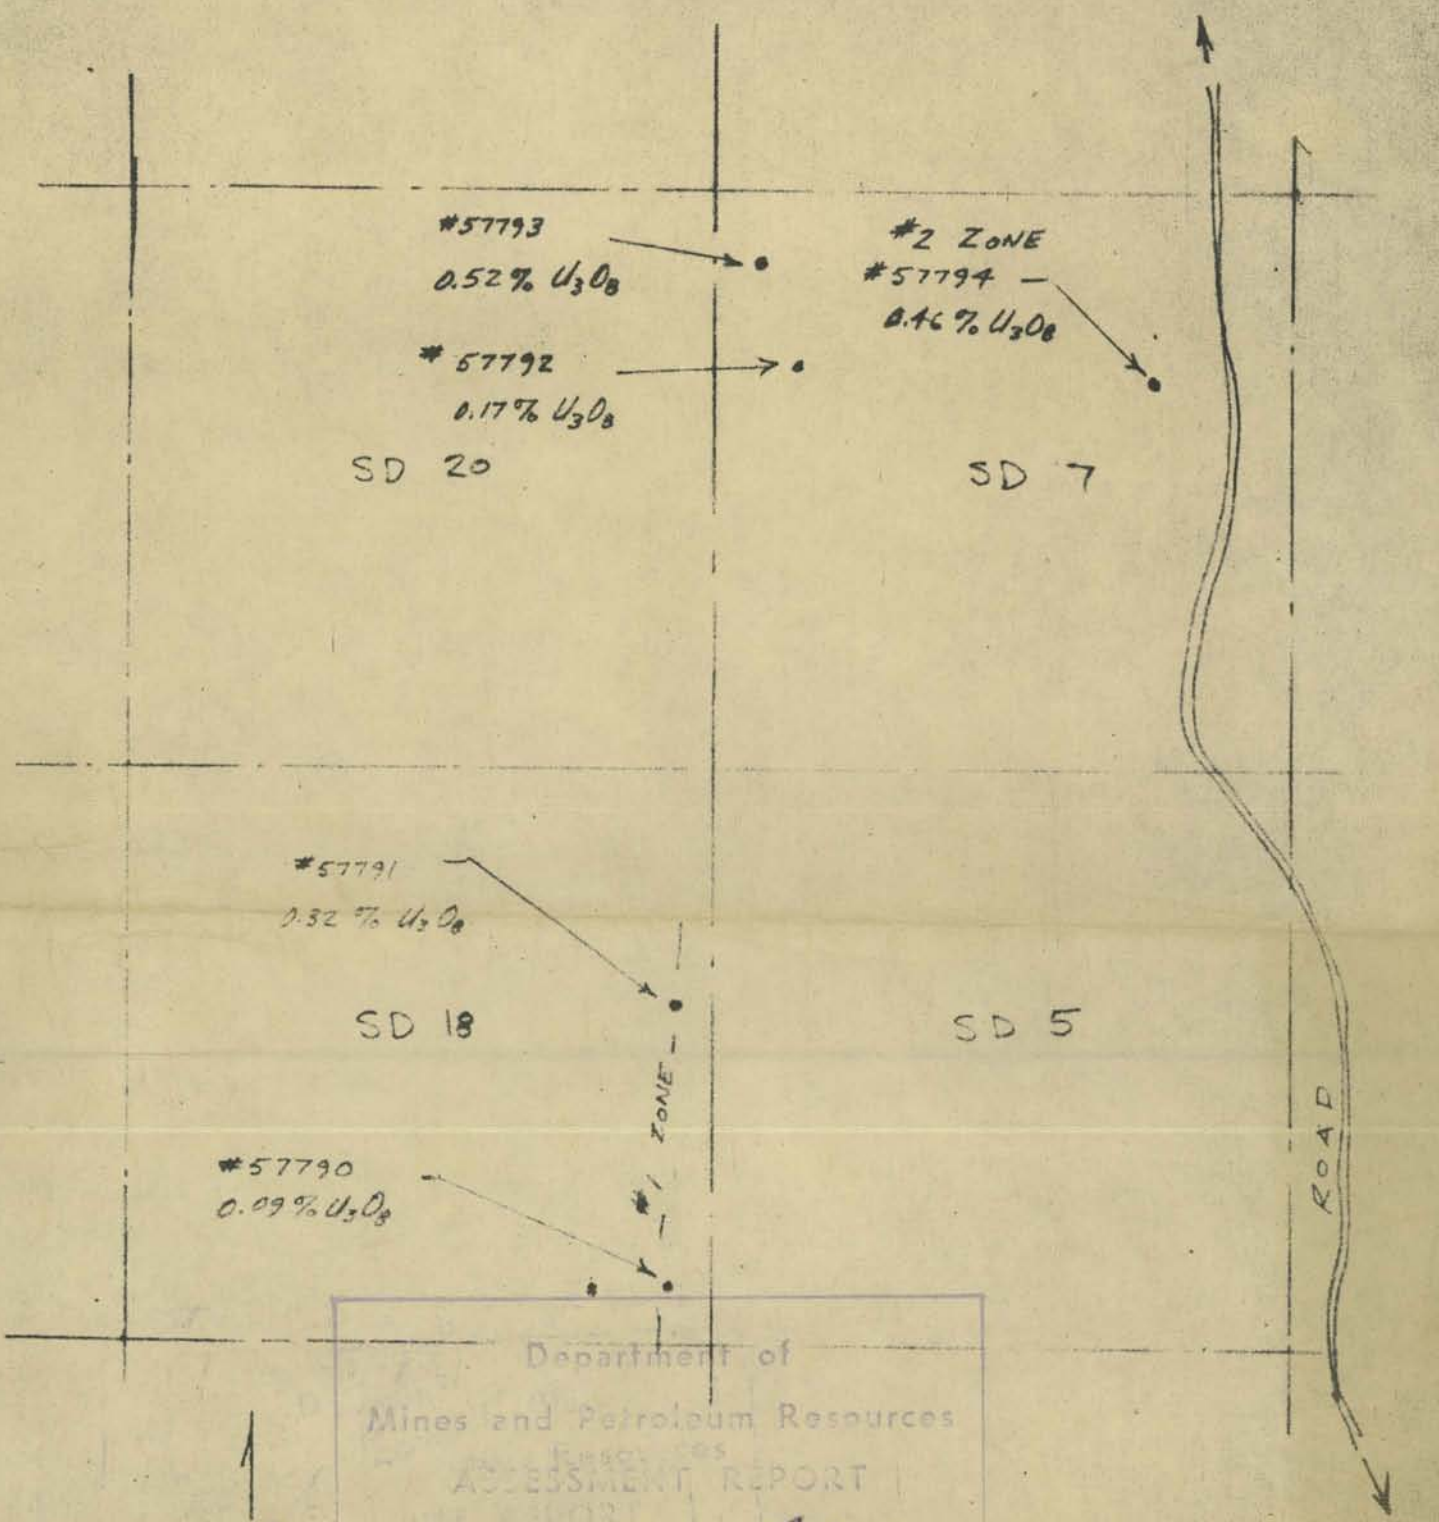 #57793
0.52% U₃O₈
#2 ZONE
#57794
0.46% U₃O₈
# 57792
0.17% U₃O₈
SD 20
SD 7
#57791
0.32% U₃O₈
SD 18
SD 5
#1 ZONE
ROAD
#57790
0.09% U₃O₈
Department of
Mines and Petroleum Resources
ASSESSMENT REPORT